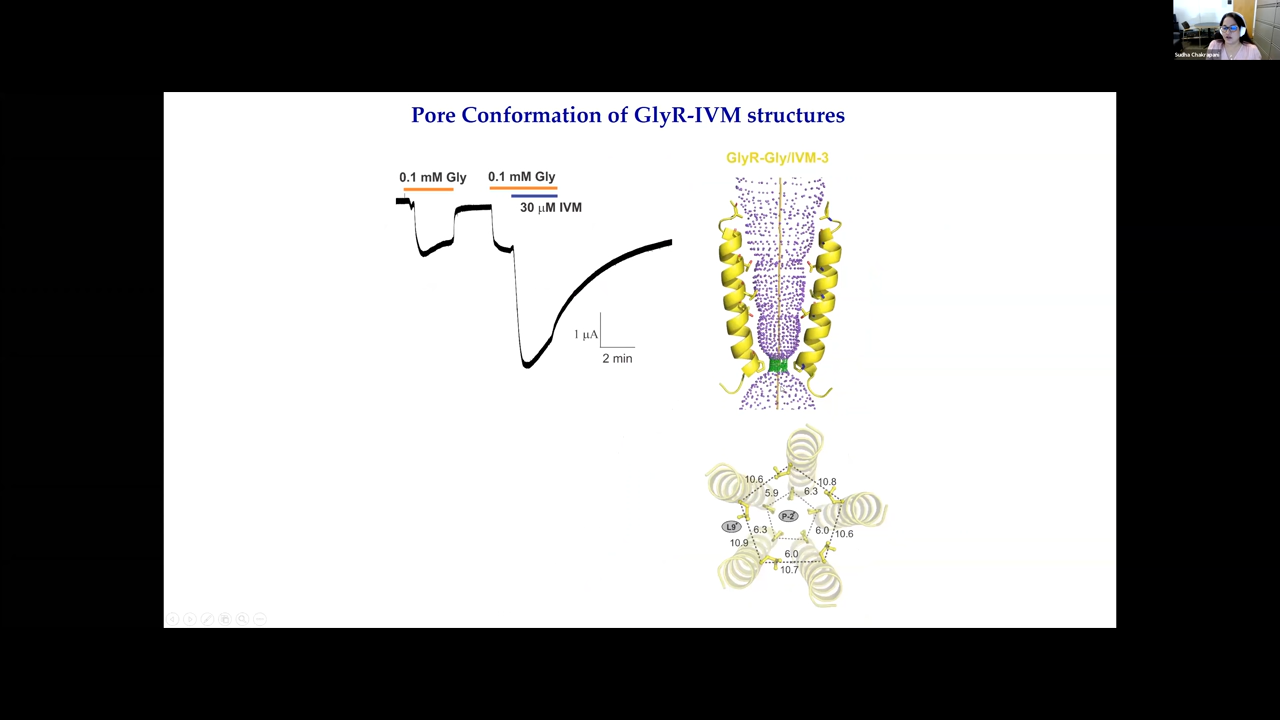 Sudha Chakrapani
Pore Conformation of GlyR-IVM structures
0.1 mM Gly
0.1 mM Gly
30 μM IVM
1 μA
2 min
GlyR-Gly/IVM-3
10.6
10.8
5.9
6.3
L9'
P-2'
6.3
6.0
10.6
10.9
6.0
10.7